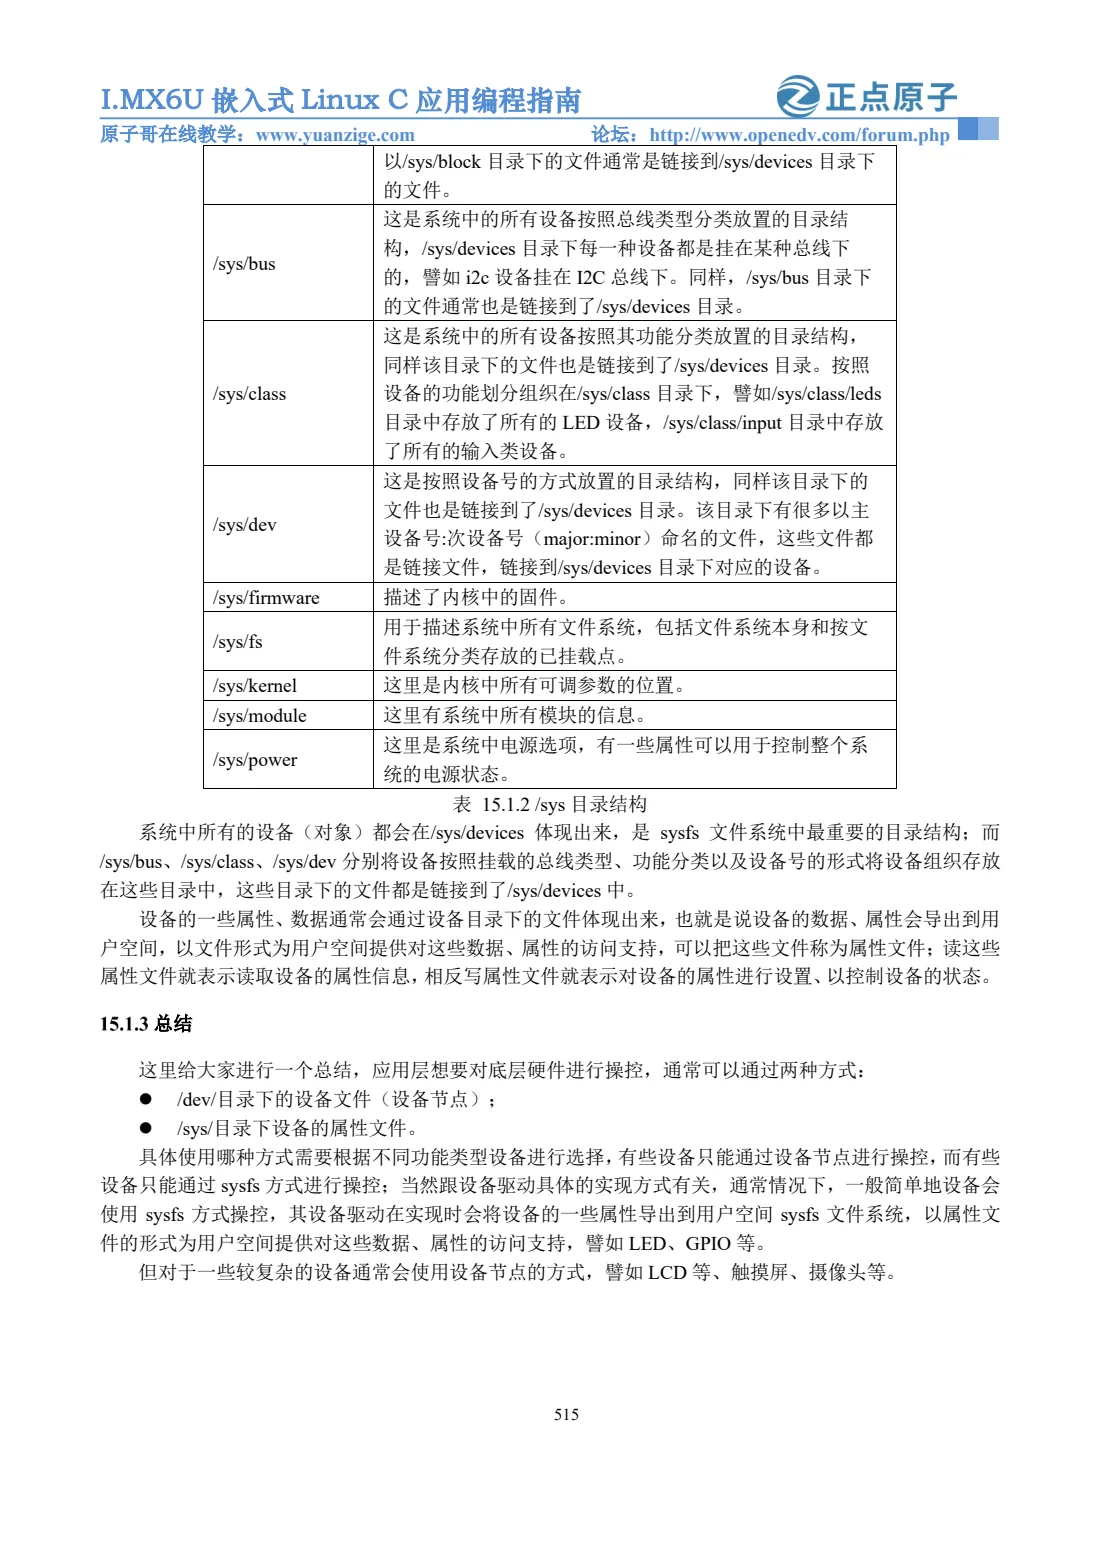 I.MX6U 嵌入式 Linux C 应用编程指南
正点原子
原子哥在线教学：www.yuanzige.com 论坛：http://www.openedv.com/forum.php
以/sys/block 目录下的文件通常是链接到/sys/devices 目录下
的文件。
/sys/bus
这是系统中的所有设备按照总线类型分类放置的目录结
构，/sys/devices 目录下每一种设备都是挂在某种总线下
的，譬如 i2c 设备挂在 I2C 总线下。同样，/sys/bus 目录下
的文件通常也是链接到了/sys/devices 目录。
/sys/class
这是系统中的所有设备按照其功能分类放置的目录结构，
同样该目录下的文件也是链接到了/sys/devices 目录。按照
设备的功能划分组织在/sys/class 目录下，譬如/sys/class/leds
目录中存放了所有的 LED 设备，/sys/class/input 目录中存放
了所有的输入类设备。
/sys/dev
这是按照设备号的方式放置的目录结构，同样该目录下的
文件也是链接到了/sys/devices 目录。该目录下有很多以主
设备号:次设备号（major:minor）命名的文件，这些文件都
是链接文件，链接到/sys/devices 目录下对应的设备。
/sys/firmware 描述了内核中的固件。
/sys/fs
用于描述系统中所有文件系统，包括文件系统本身和按文
件系统分类存放的已挂载点。
/sys/kernel 这里是内核中所有可调参数的位置。
/sys/module 这里有系统中所有模块的信息。
/sys/power
这里是系统中电源选项，有一些属性可以用于控制整个系
统的电源状态。
表 15.1.2 /sys 目录结构
系统中所有的设备（对象）都会在/sys/devices 体现出来，是 sysfs 文件系统中最重要的目录结构；而
/sys/bus、/sys/class、/sys/dev 分别将设备按照挂载的总线类型、功能分类以及设备号的形式将设备组织存放
在这些目录中，这些目录下的文件都是链接到了/sys/devices 中。
设备的一些属性、数据通常会通过设备目录下的文件体现出来，也就是说设备的数据、属性会导出到用
户空间，以文件形式为用户空间提供对这些数据、属性的访问支持，可以把这些文件称为属性文件；读这些
属性文件就表示读取设备的属性信息，相反写属性文件就表示对设备的属性进行设置、以控制设备的状态。
15.1.3 总结
这里给大家进行一个总结，应用层想要对底层硬件进行操控，通常可以通过两种方式：
● /dev/目录下的设备文件（设备节点）；
● /sys/目录下设备的属性文件。
具体使用哪种方式需要根据不同功能类型设备进行选择，有些设备只能通过设备节点进行操控，而有些
设备只能通过 sysfs 方式进行操控；当然跟设备驱动具体的实现方式有关，通常情况下，一般简单地设备会
使用 sysfs 方式操控，其设备驱动在实现时会将设备的一些属性导出到用户空间 sysfs 文件系统，以属性文
件的形式为用户空间提供对这些数据、属性的访问支持，譬如 LED、GPIO 等。
但对于一些较复杂的设备通常会使用设备节点的方式，譬如 LCD 等、触摸屏、摄像头等。
515